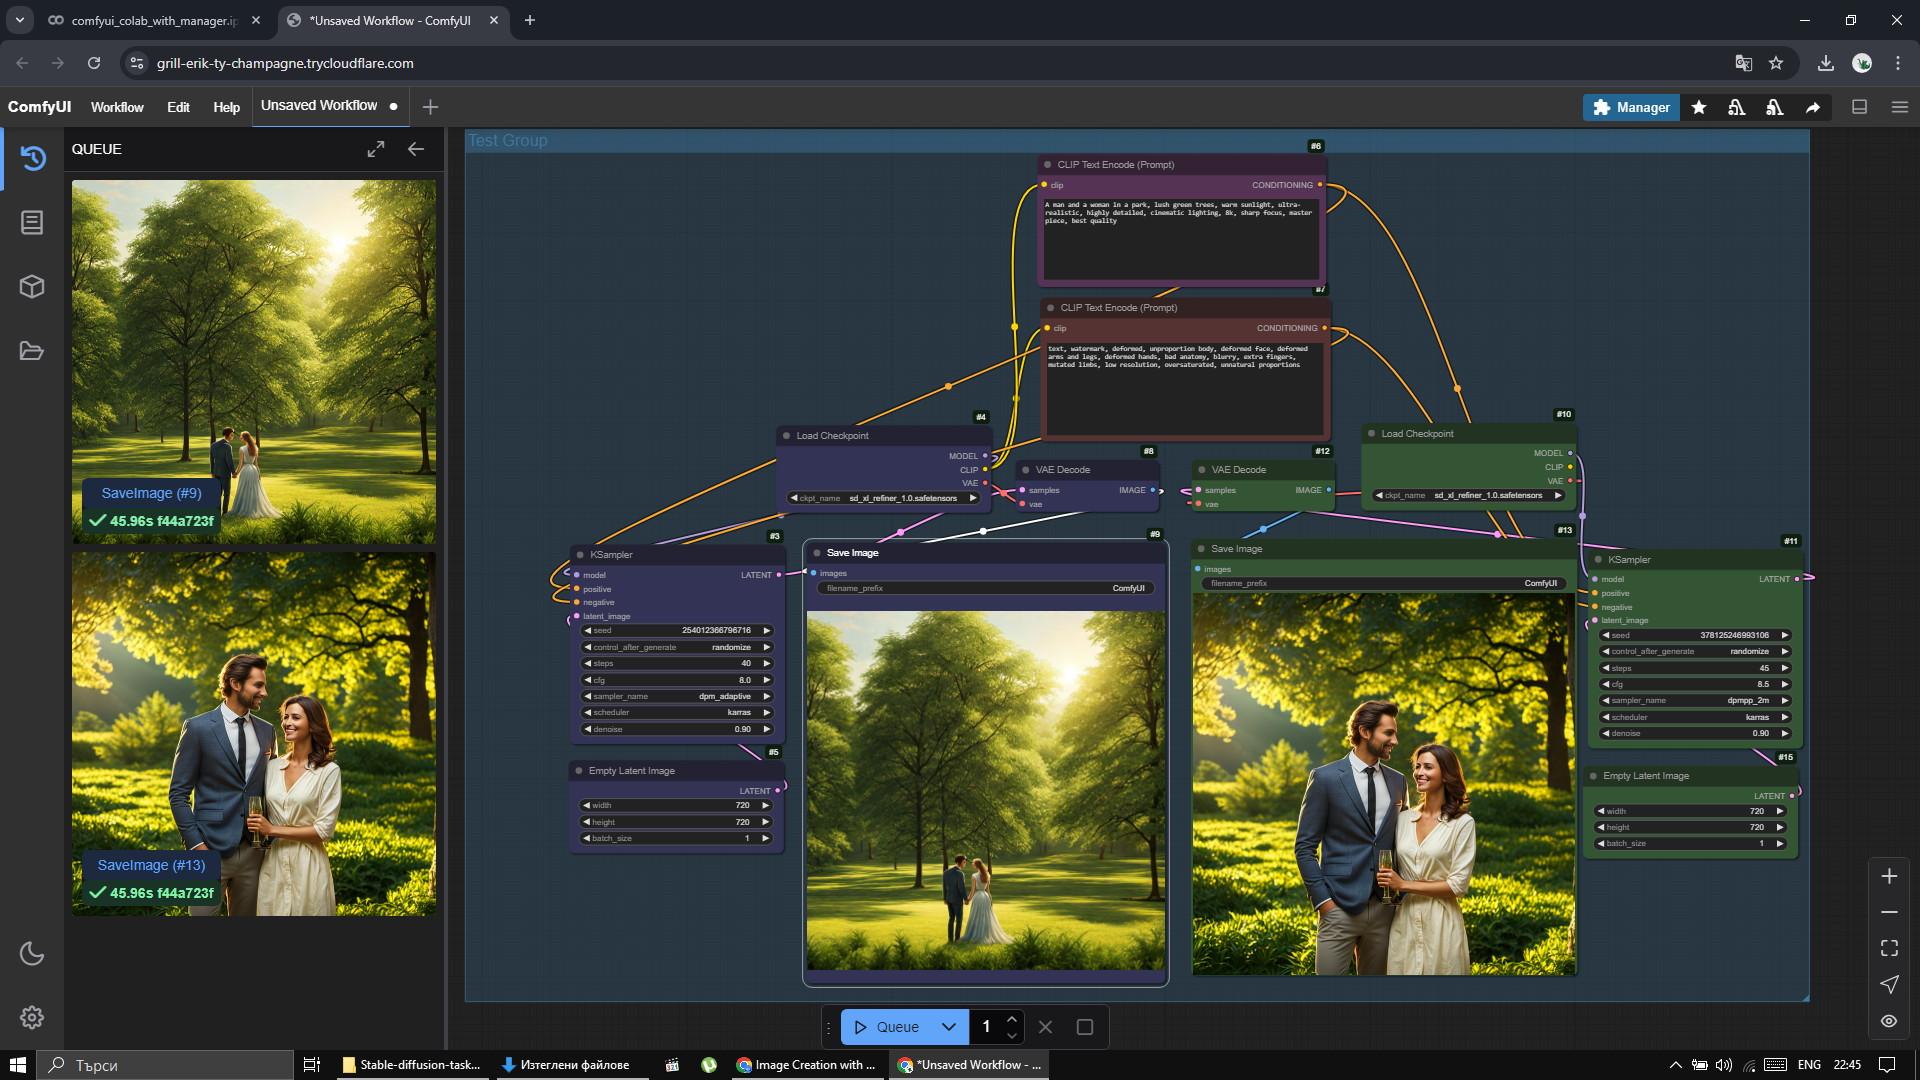 comfyui_colab_with_manager.ip
*Unsaved Workflow - ComfyUI
grill-erik-ty-champagne.trycloudflare.com
ComfyUI
Workflow
Edit
Help
Unsaved Workflow
Manager
QUEUE
SaveImage (#9)
45.96s f44a723f
SaveImage (#13)
45.96s f44a723f
Test Group
#6
CLIP Text Encode (Prompt)
clip
CONDITIONING
A man and a woman in a park, lush green trees, warm sunlight, ultra-
realistic, highly detailed, cinematic lighting, 8k, sharp focus, master
piece, best quality
#7
CLIP Text Encode (Prompt)
clip
CONDITIONING
text, watermark, deformed, unproportion body, deformed face, deformed
arms and legs, deformed hands, bad anatomy, blurry, extra fingers,
mutated limbs, low resolution, oversaturated, unnatural proportions
#4
Load Checkpoint
MODEL
CLIP
VAE
ckpt_name sd_xl_refiner_1.0.safetensors
#8
VAE Decode
samples
IMAGE
vae
#12
VAE Decode
samples
IMAGE
vae
#10
Load Checkpoint
MODEL
CLIP
VAE
ckpt_name sd_xl_refiner_1.0.safetensors
#3
KSampler
model
LATENT
positive
negative
latent_image
seed 254012366796716
control_after_generate randomize
steps 40
cfg 8.0
sampler_name dpm_adaptive
scheduler karras
denoise 0.90
#5
Empty Latent Image
LATENT
width 720
height 720
batch_size 1
#9
Save Image
images
filename_prefix ComfyUI
#13
Save Image
images
filename_prefix ComfyUI
#11
KSampler
model
LATENT
positive
negative
latent_image
seed 378125246993106
control_after_generate randomize
steps 45
cfg 8.5
sampler_name dpmpp_2m
scheduler karras
denoise 0.90
#15
Empty Latent Image
LATENT
width 720
height 720
batch_size 1
Queue
1
Търси
Stable-diffusion-task...
Изтеглени файлове
Image Creation with ...
*Unsaved Workflow - ...
ENG
22:45